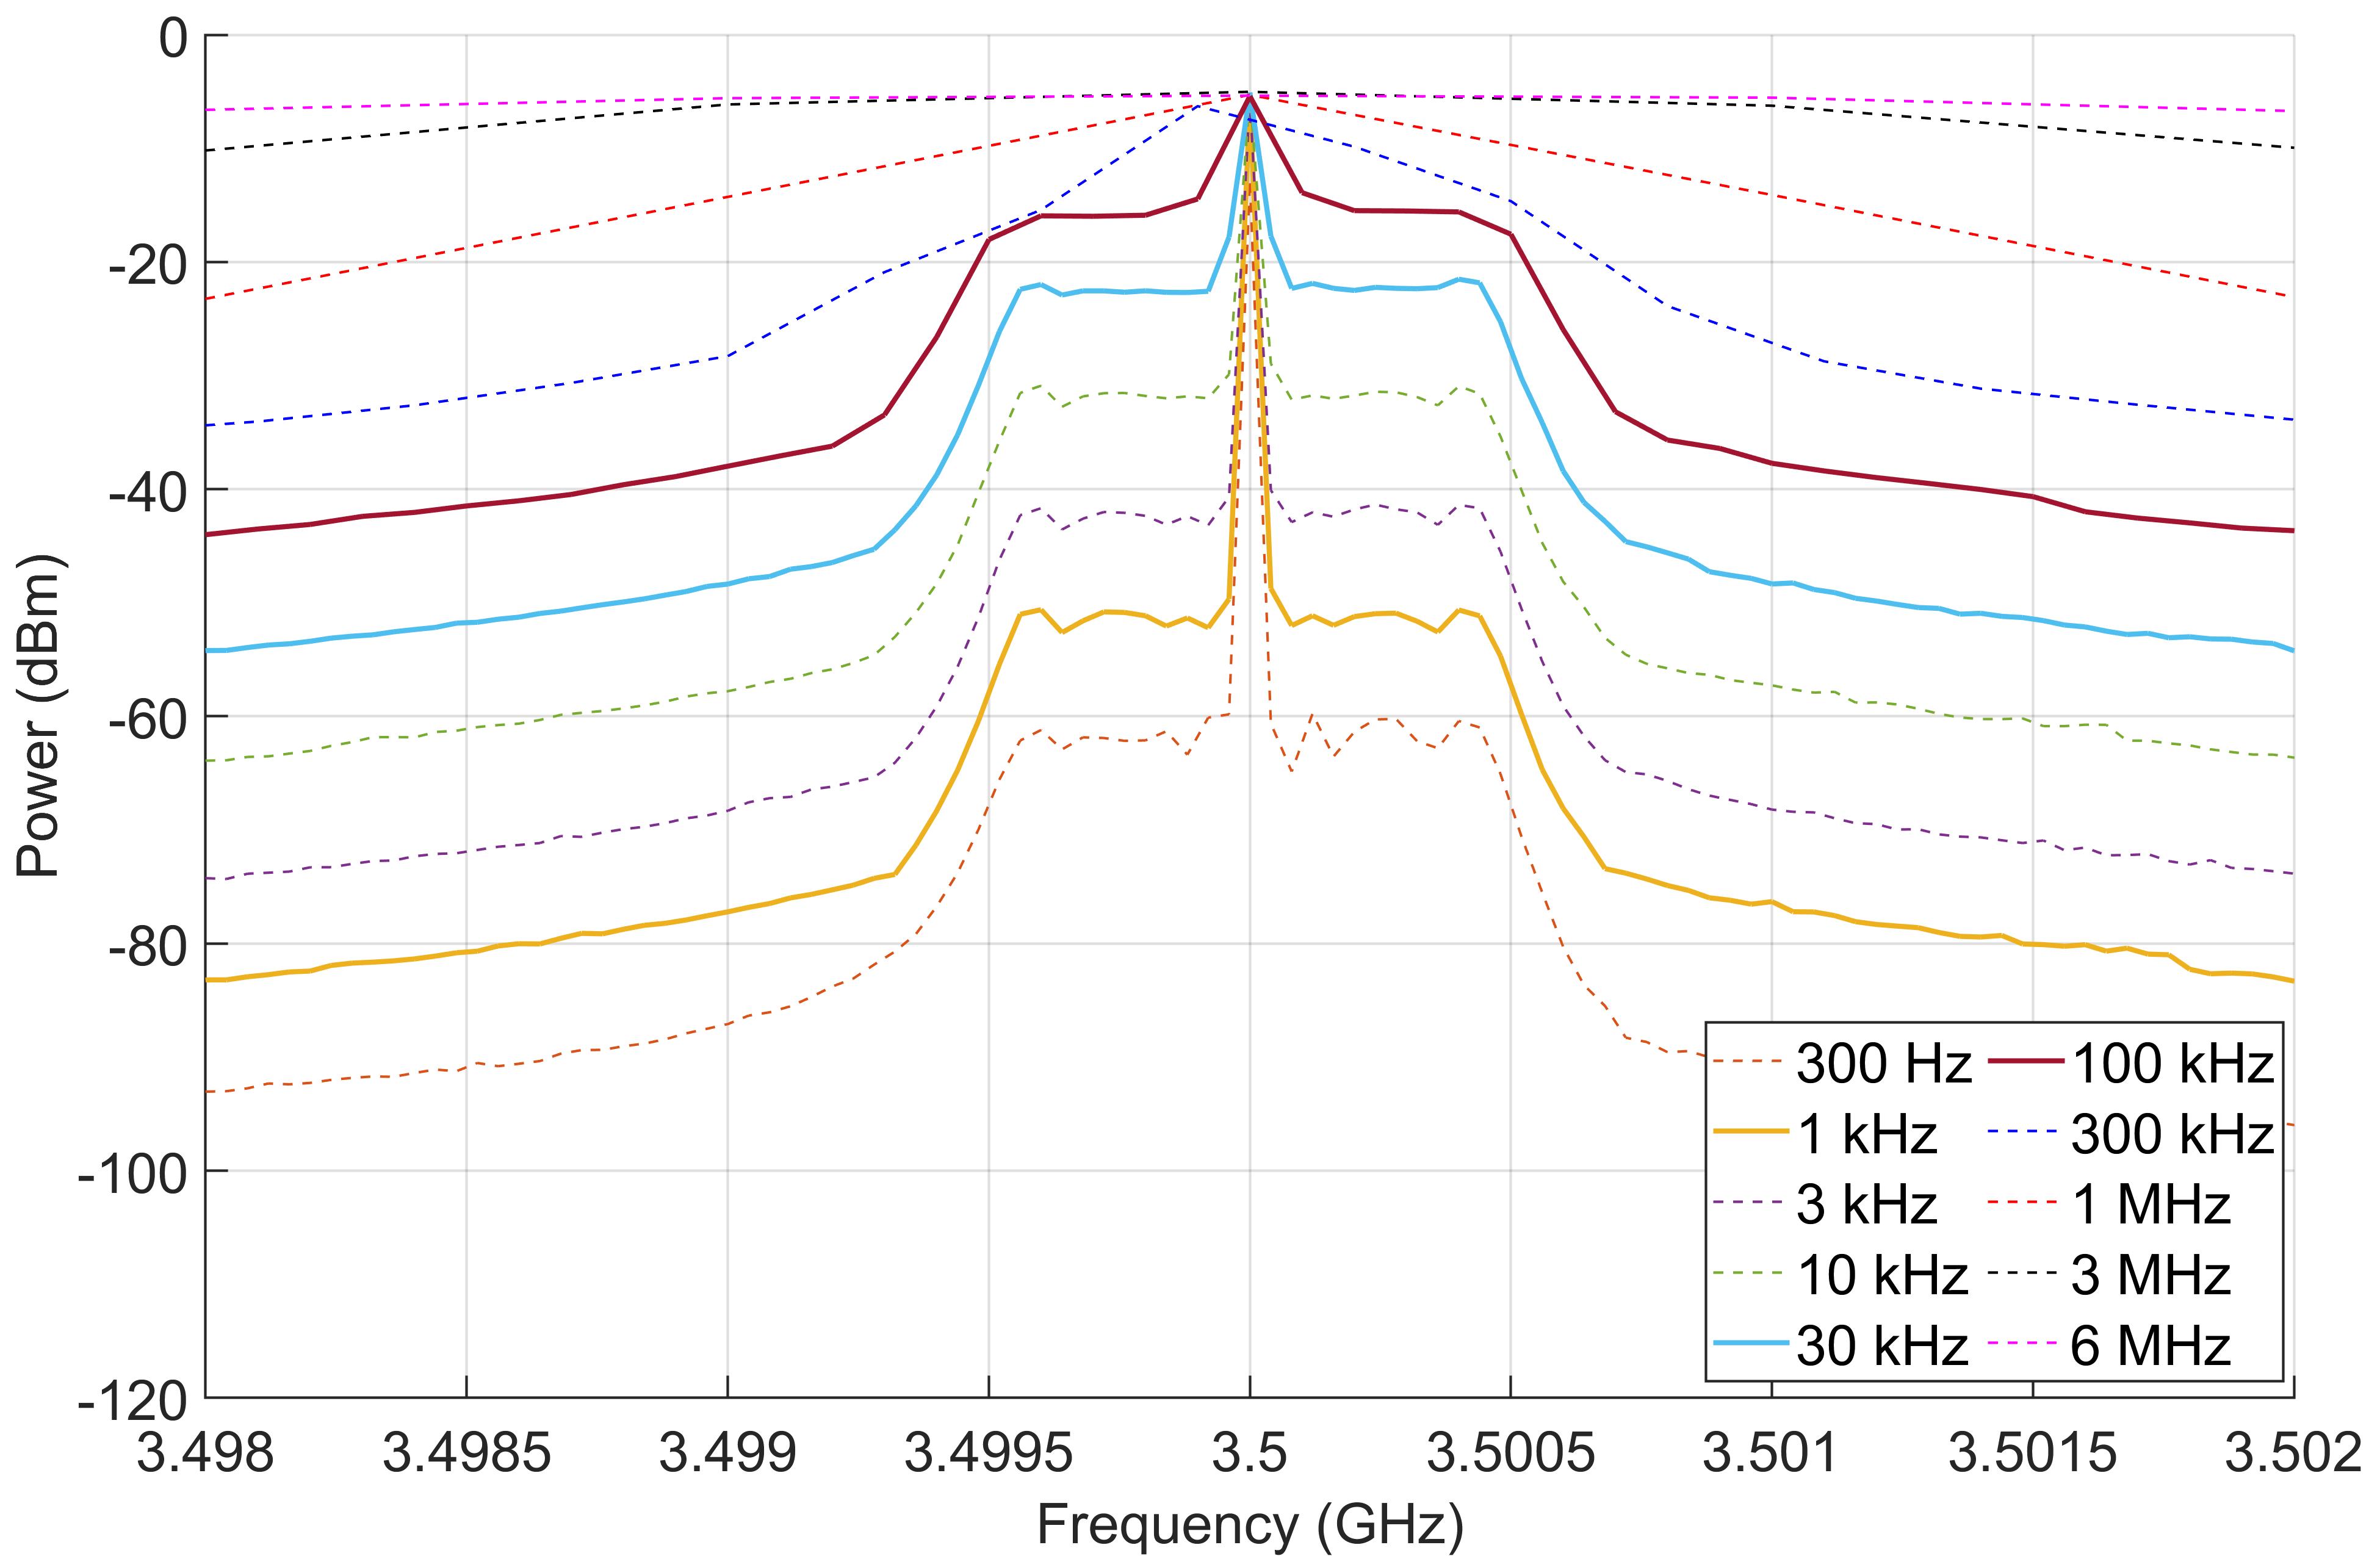 0
-20
-40
-60
-80
-100
-120
Power (dBm)
3.498 3.4985 3.499 3.4995 3.5 3.5005 3.501 3.5015 3.502
Frequency (GHz)
300 Hz 100 kHz
1 kHz 300 kHz
3 kHz 1 MHz
10 kHz 3 MHz
30 kHz 6 MHz